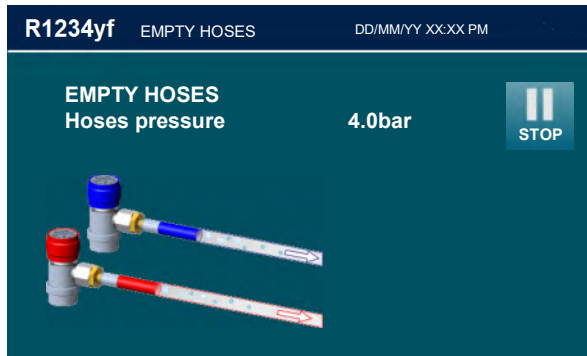 R1234yf EMPTY HOSES DD/MM/YY XX:XX PM
EMPTY HOSES
Hoses pressure 4.0bar
STOP